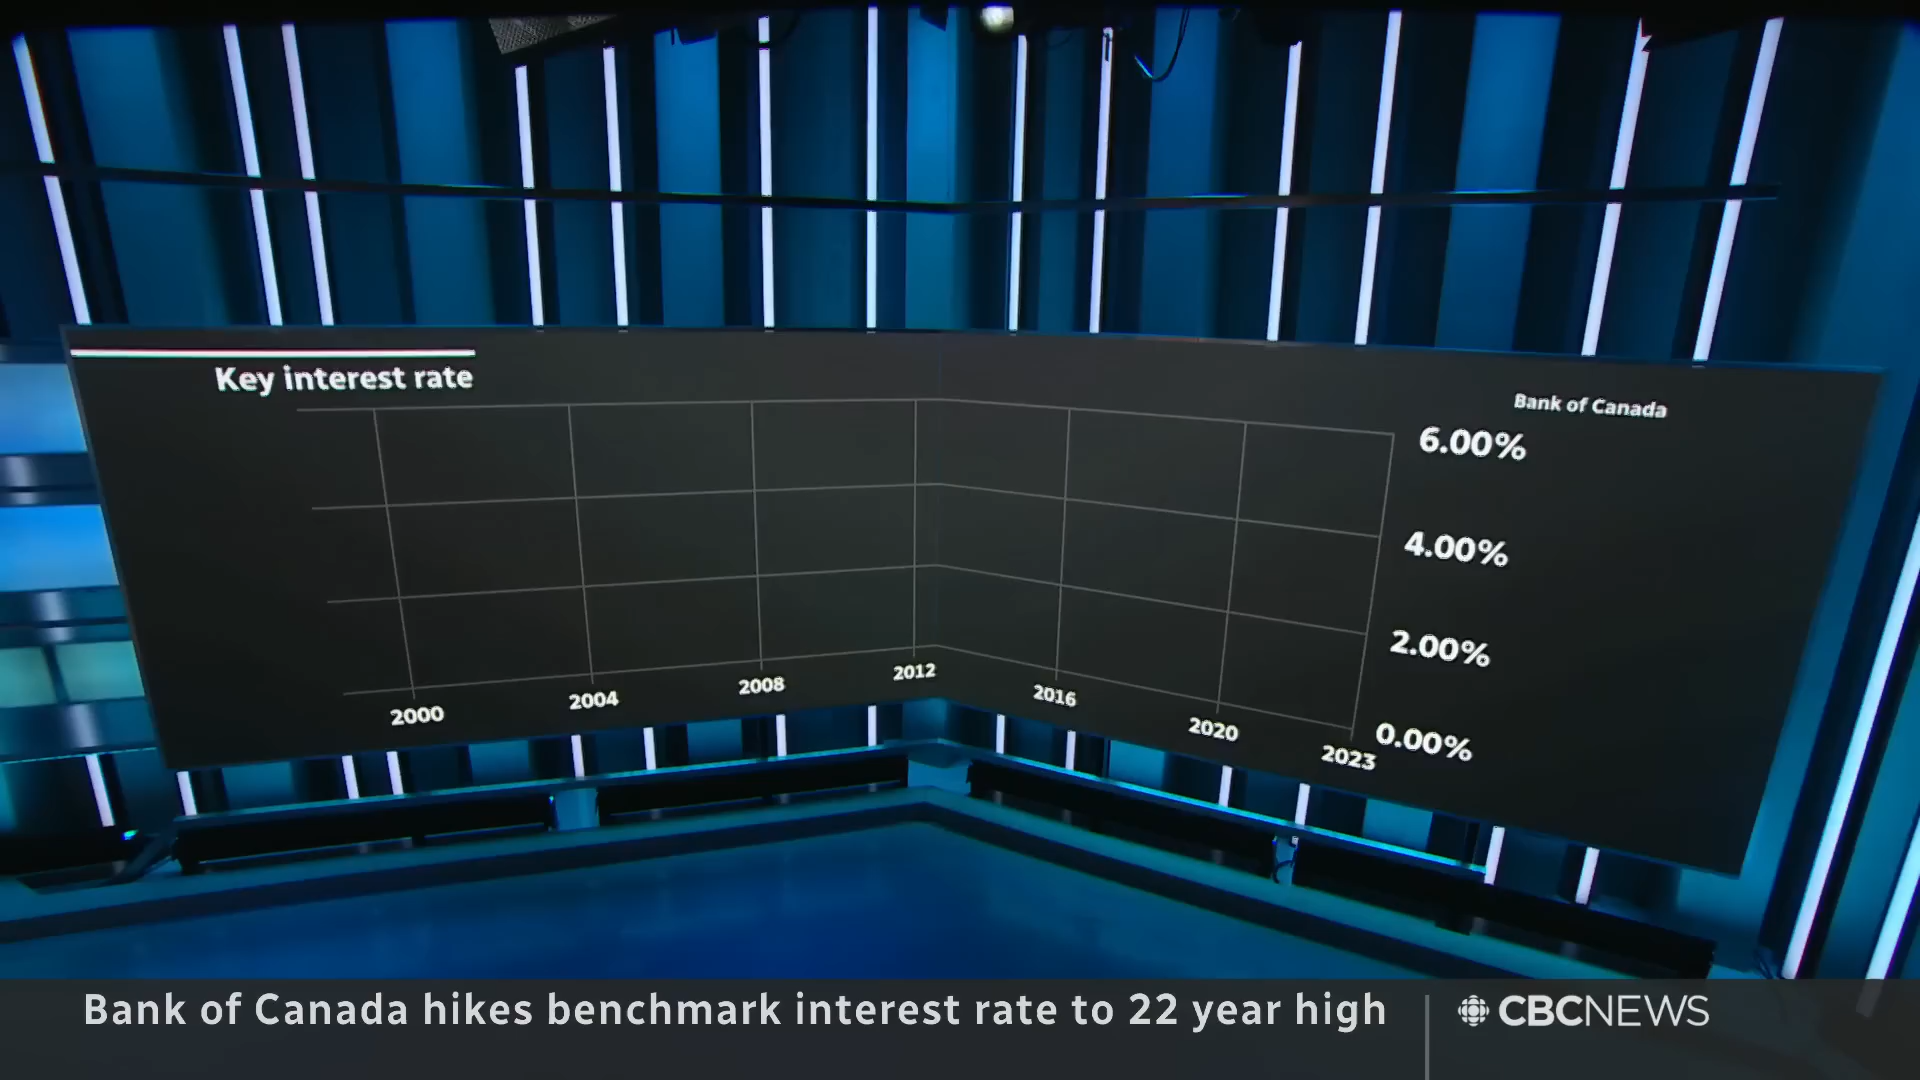 Key interest rate
Bank of Canada
6.00%
4.00%
2.00%
0.00%
2000
2004
2008
2012
2016
2020
2023
Bank of Canada hikes benchmark interest rate to 22 year high
CBCNEWS